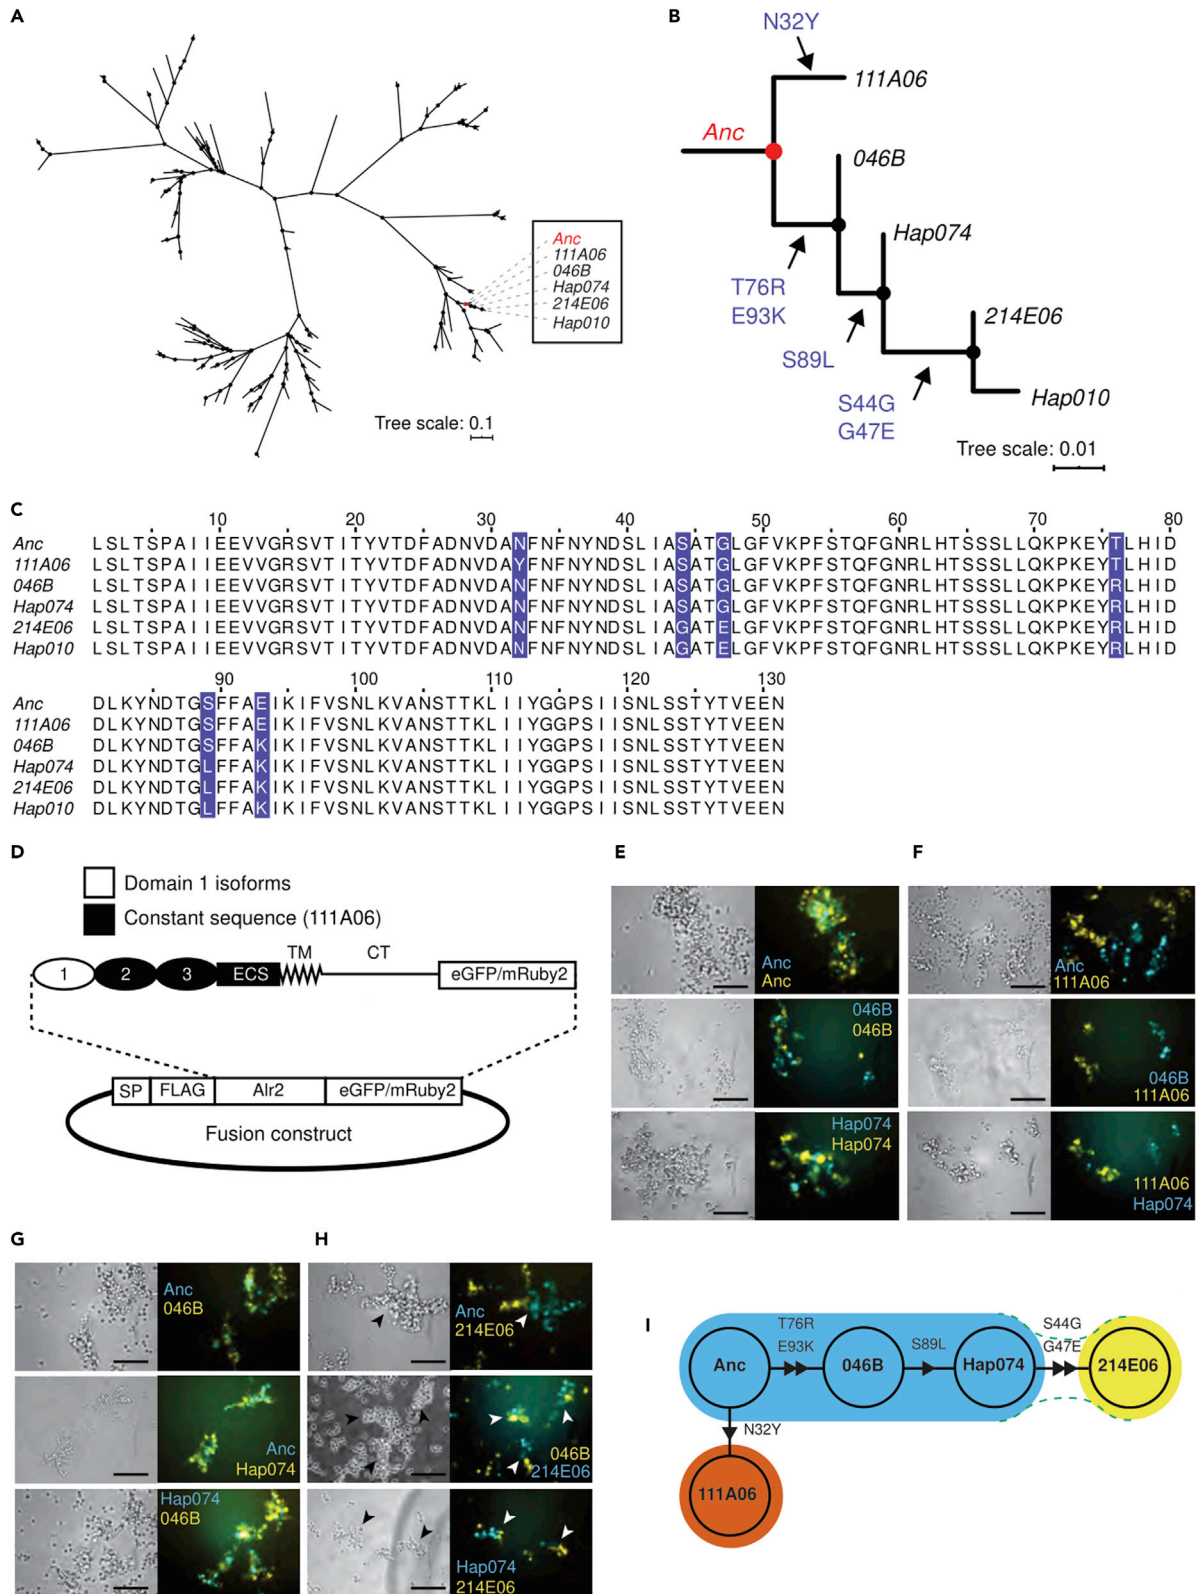 A
Anc
111A06
046B
Hap074
214E06
Hap010
Tree scale: 0.1
B
N32Y
111A06
Anc
046B
Hap074
T76R
E93K
214E06
S89L
S44G
G47E
Hap010
Tree scale: 0.01
C
10 20 30 40 50 60 70 80
Anc LSLTSPAIIEEVVGRSVTITYVTDFADNVDANFNFNYNDSLIASATGLGFVKPFSTQFGNRLHTSSSLLQKPKEYTLHID
111A06 LSLTSPAIIEEVVGRSVTITYVTDFADNVDAYFNFNYNDSLIASATGLGFVKPFSTQFGNRLHTSSSLLQKPKEYTLHID
046B LSLTSPAIIEEVVGRSVTITYVTDFADNVDANFNFNYNDSLIASATGLGFVKPFSTQFGNRLHTSSSLLQKPKEYRLHID
Hap074 LSLTSPAIIEEVVGRSVTITYVTDFADNVDANFNFNYNDSLIASATGLGFVKPFSTQFGNRLHTSSSLLQKPKEYRLHID
214E06 LSLTSPAIIEEVVGRSVTITYVTDFADNVDANFNFNYNDSLIAGATELGFVKPFSTQFGNRLHTSSSLLQKPKEYRLHID
Hap010 LSLTSPAIIEEVVGRSVTITYVTDFADNVDANFNFNYNDSLIAGATELGFVKPFSTQFGNRLHTSSSLLQKPKEYRLHID
90 100 110 120 130
Anc DLKYNDTGSFFAEIKIFVSNLKVANSTTKLIIYGGPSIISNLSSTYTVEEN
111A06 DLKYNDTGSFFAEIKIFVSNLKVANSTTKLIIYGGPSIISNLSSTYTVEEN
046B DLKYNDTGSFFAKIKIFVSNLKVANSTTKLIIYGGPSIISNLSSTYTVEEN
Hap074 DLKYNDTGLFFAKIKIFVSNLKVANSTTKLIIYGGPSIISNLSSTYTVEEN
214E06 DLKYNDTGLFFAKIKIFVSNLKVANSTTKLIIYGGPSIISNLSSTYTVEEN
Hap010 DLKYNDTGLFFAKIKIFVSNLKVANSTTKLIIYGGPSIISNLSSTYTVEEN
D
Domain 1 isoforms
Constant sequence (111A06)
TM CT
1 2 3 ECS eGFP/mRuby2
SP FLAG Alr2 eGFP/mRuby2
Fusion construct
E
Anc
Anc
046B
046B
Hap074
Hap074
F
Anc
111A06
046B
111A06
111A06
Hap074
G
Anc
046B
Anc
Hap074
Hap074
046B
H
Anc
214E06
046B
214E06
Hap074
214E06
I
T76R
E93K
S89L
S44G
G47E
Anc
046B
Hap074
214E06
N32Y
111A06